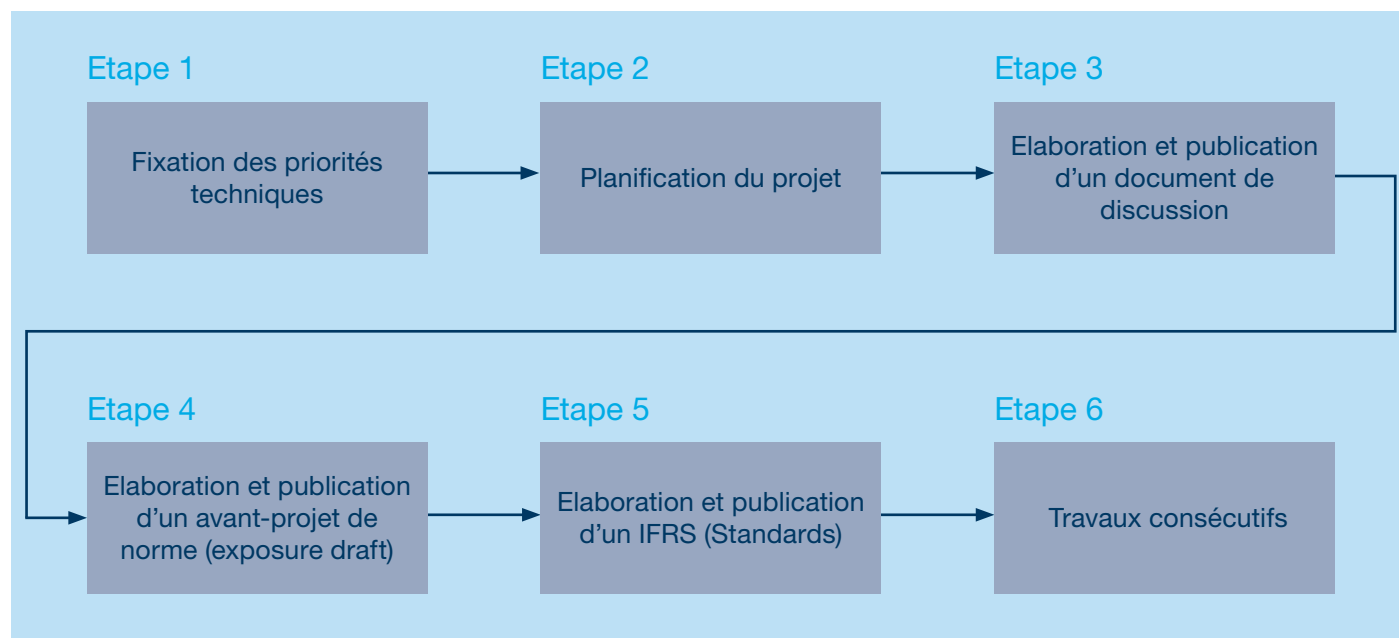 Etape 1
Fixation des priorités
techniques
Etape 2
Planification du projet
Etape 3
Elaboration et publication
d’un document de
discussion
Etape 4
Elaboration et publication
d’un avant-projet de
norme (exposure draft)
Etape 5
Elaboration et publication
d’un IFRS (Standards)
Etape 6
Travaux consécutifs